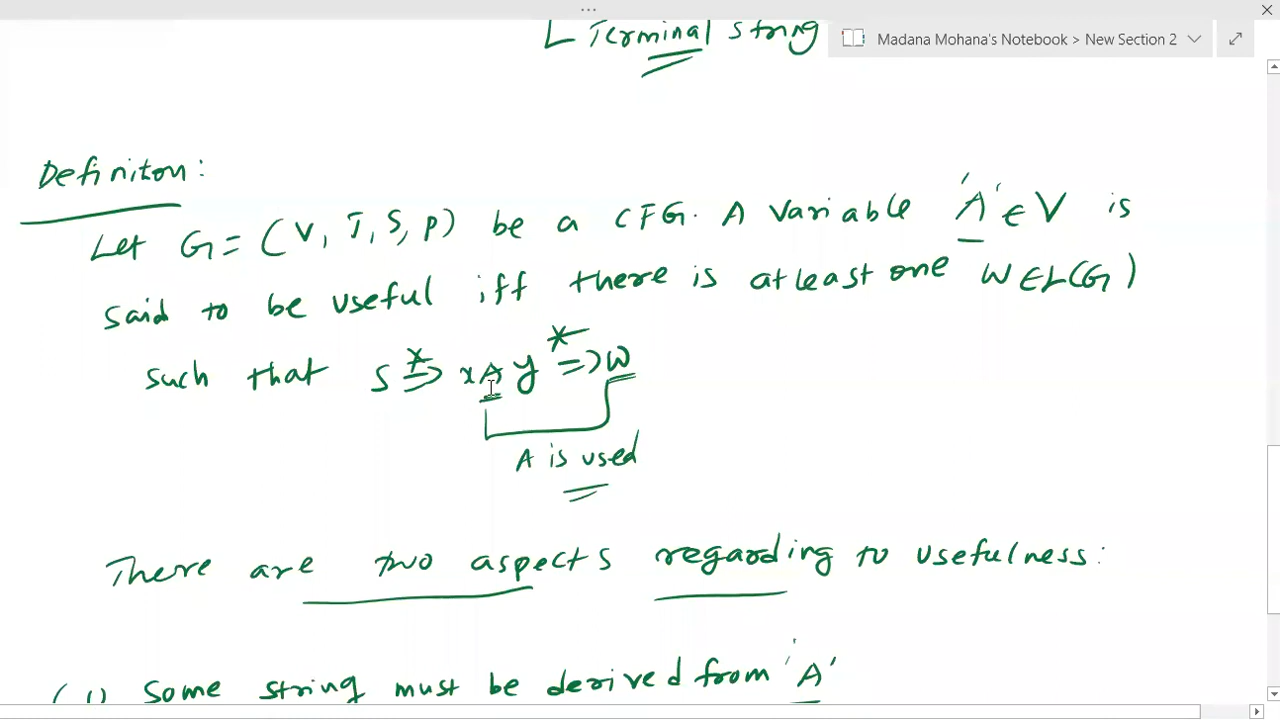 Terminal string
Madana Mohana's Notebook > New Section 2
Definiton:
Let G = (V, T, S, P) be a CFG. A Variable 'A' ∈ V is
said to be useful iff there is atleast one W ∈ L(G)
such that S *⇒ xAy *⇒ W
A is used
There are two aspects regarding to usefulness:
(1) Some string must be derived from 'A'